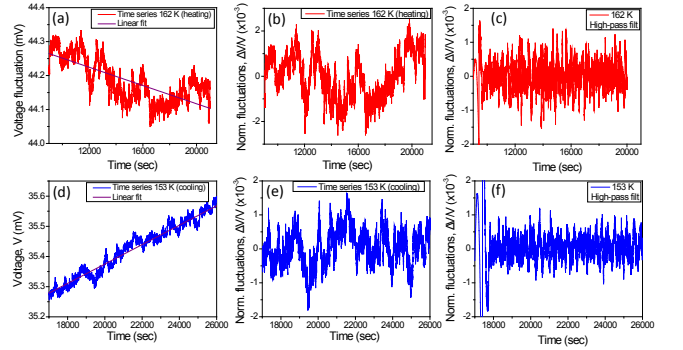 (a)
Time series 162 K (heating)
Linear fit
Voltage fluctuation (mV)
44.3
44.2
44.1
44.0
12000
16000
20000
Time (sec)
(b)
Time series 162 K (heating)
Norm. fluctuations, ΔV/V (×10⁻³)
2
0
-2
12000
16000
20000
Time (sec)
(c)
162 K
High-pass filt
Norm. fluctuations, ΔV/V (×10⁻³)
2
1
0
-1
-2
12000
16000
20000
Time (sec)
(d)
Time series 153 K (cooling)
Linear fit
Voltage, V (mV)
35.6
35.5
35.4
35.3
35.2
18000
20000
22000
24000
26000
Time (sec)
(e)
Time series 153 K (cooling)
Norm. fluctuations, ΔV/V (×10⁻³)
2
1
0
-1
-2
18000
20000
22000
24000
26000
Time (sec)
(f)
153 K
High-pass filt
Norm. fluctuations, ΔV/V (×10⁻³)
2
1
0
-1
-2
18000
20000
22000
24000
26000
Time (sec)